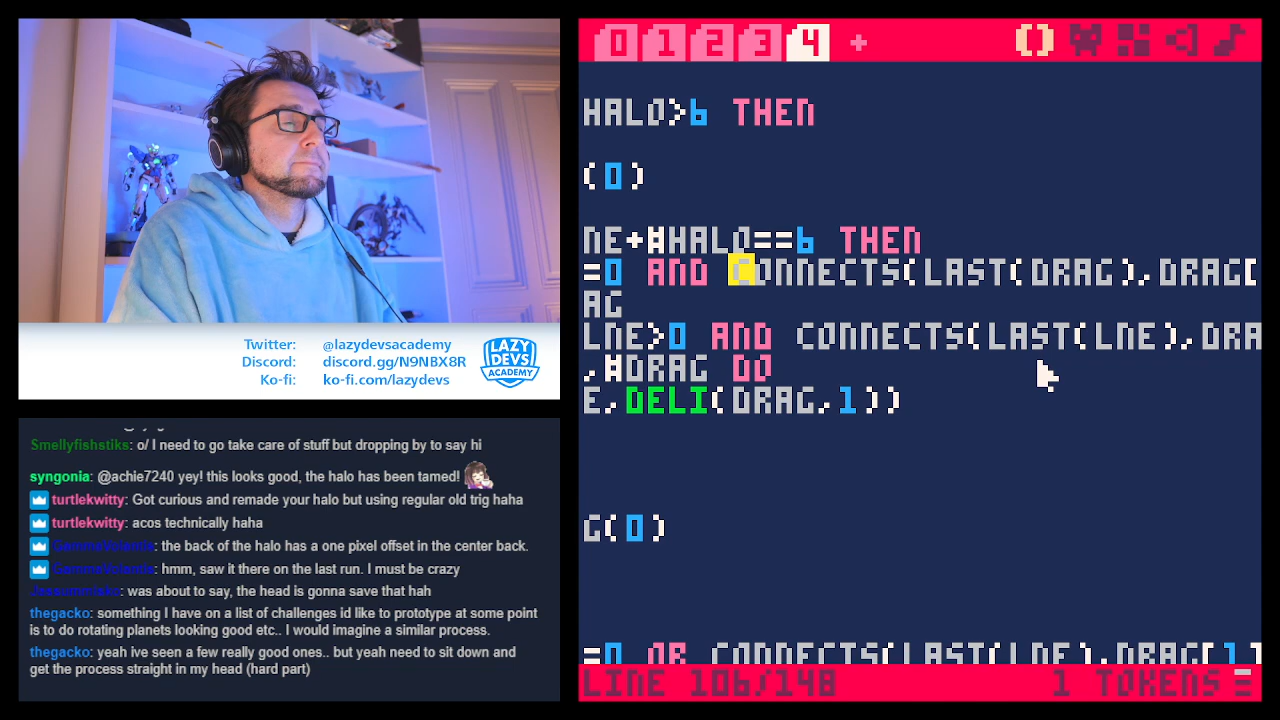 Twitter: @lazydevsacademy
Discord: discord.gg/N9NBX8R
Ko-fi: ko-fi.com/lazydevs
LAZY
DEVS
ACADEMY
Smellyfishstiks: o/ I need to go take care of stuff but dropping by to say hi
syngonia: @achie7240 yey! this looks good, the halo has been tamed!
turtlekwitty: Got curious and remade your halo but using regular old trig haha
turtlekwitty: acos technically haha
the back of the halo has a one pixel offset in the center back.
hmm, saw it there on the last run. I must be crazy
was about to say, the head is gonna save that hah
thegacko: something I have on a list of challenges id like to prototype at some point
is to do rotating planets looking good etc.. I would imagine a similar process.
thegacko: yeah ive seen a few really good ones.. but yeah need to sit down and
get the process straight in my head (hard part)
0 1 2 3 4 +
HALO>6 THEN
(0)
NE+#HALO==6 THEN
=0 AND CONNECTS(LAST(DRAG),DRAG[
AG
LNE>0 AND CONNECTS(LAST(LNE),DRA
,#DRAG DO
E,DELI(DRAG,1))
G(0)
=0 OR CONNECTS(LAST(LNE),DRAG[1]
LINE 106/148
1 TOKENS